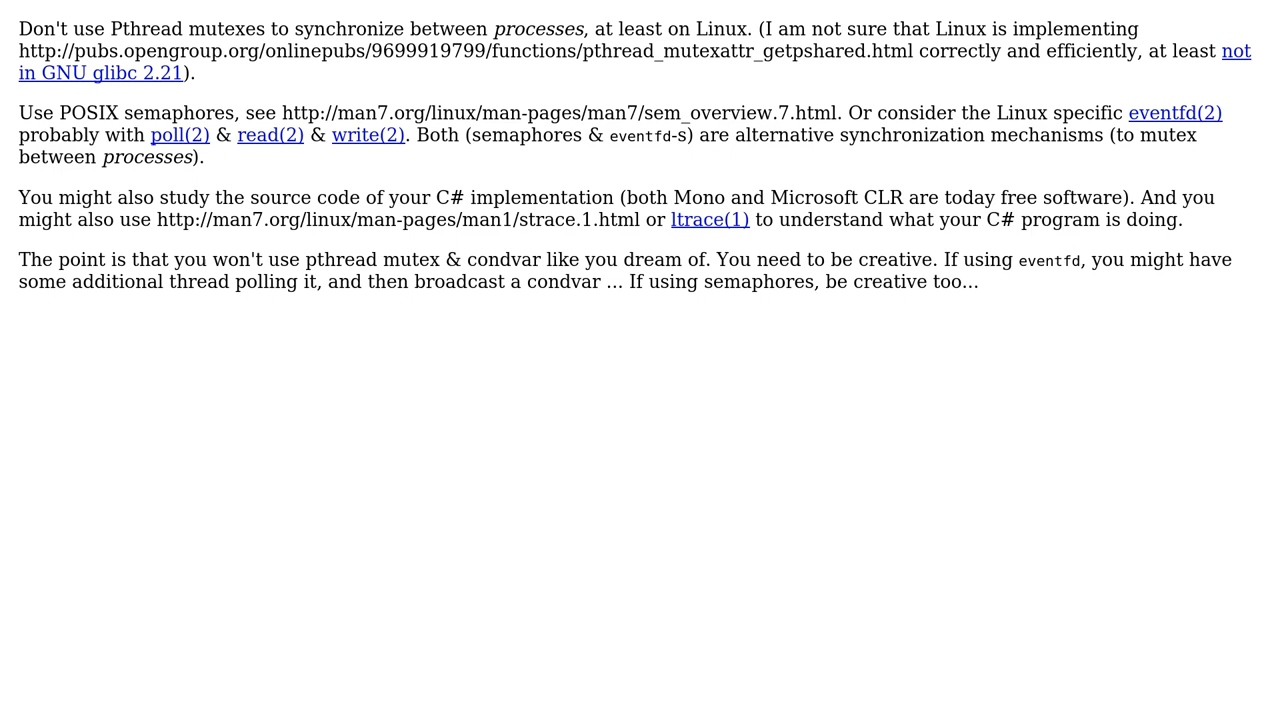 Don't use Pthread mutexes to synchronize between processes, at least on Linux. (I am not sure that Linux is implementing
http://pubs.opengroup.org/onlinepubs/9699919799/functions/pthread_mutexattr_getpshared.html correctly and efficiently, at least not
in GNU glibc 2.21).
Use POSIX semaphores, see http://man7.org/linux/man-pages/man7/sem_overview.7.html. Or consider the Linux specific eventfd(2)
probably with poll(2) & read(2) & write(2). Both (semaphores & eventfd-s) are alternative synchronization mechanisms (to mutex
between processes).
You might also study the source code of your C# implementation (both Mono and Microsoft CLR are today free software). And you
might also use http://man7.org/linux/man-pages/man1/strace.1.html or ltrace(1) to understand what your C# program is doing.
The point is that you won't use pthread mutex & condvar like you dream of. You need to be creative. If using eventfd, you might have
some additional thread polling it, and then broadcast a condvar ... If using semaphores, be creative too...